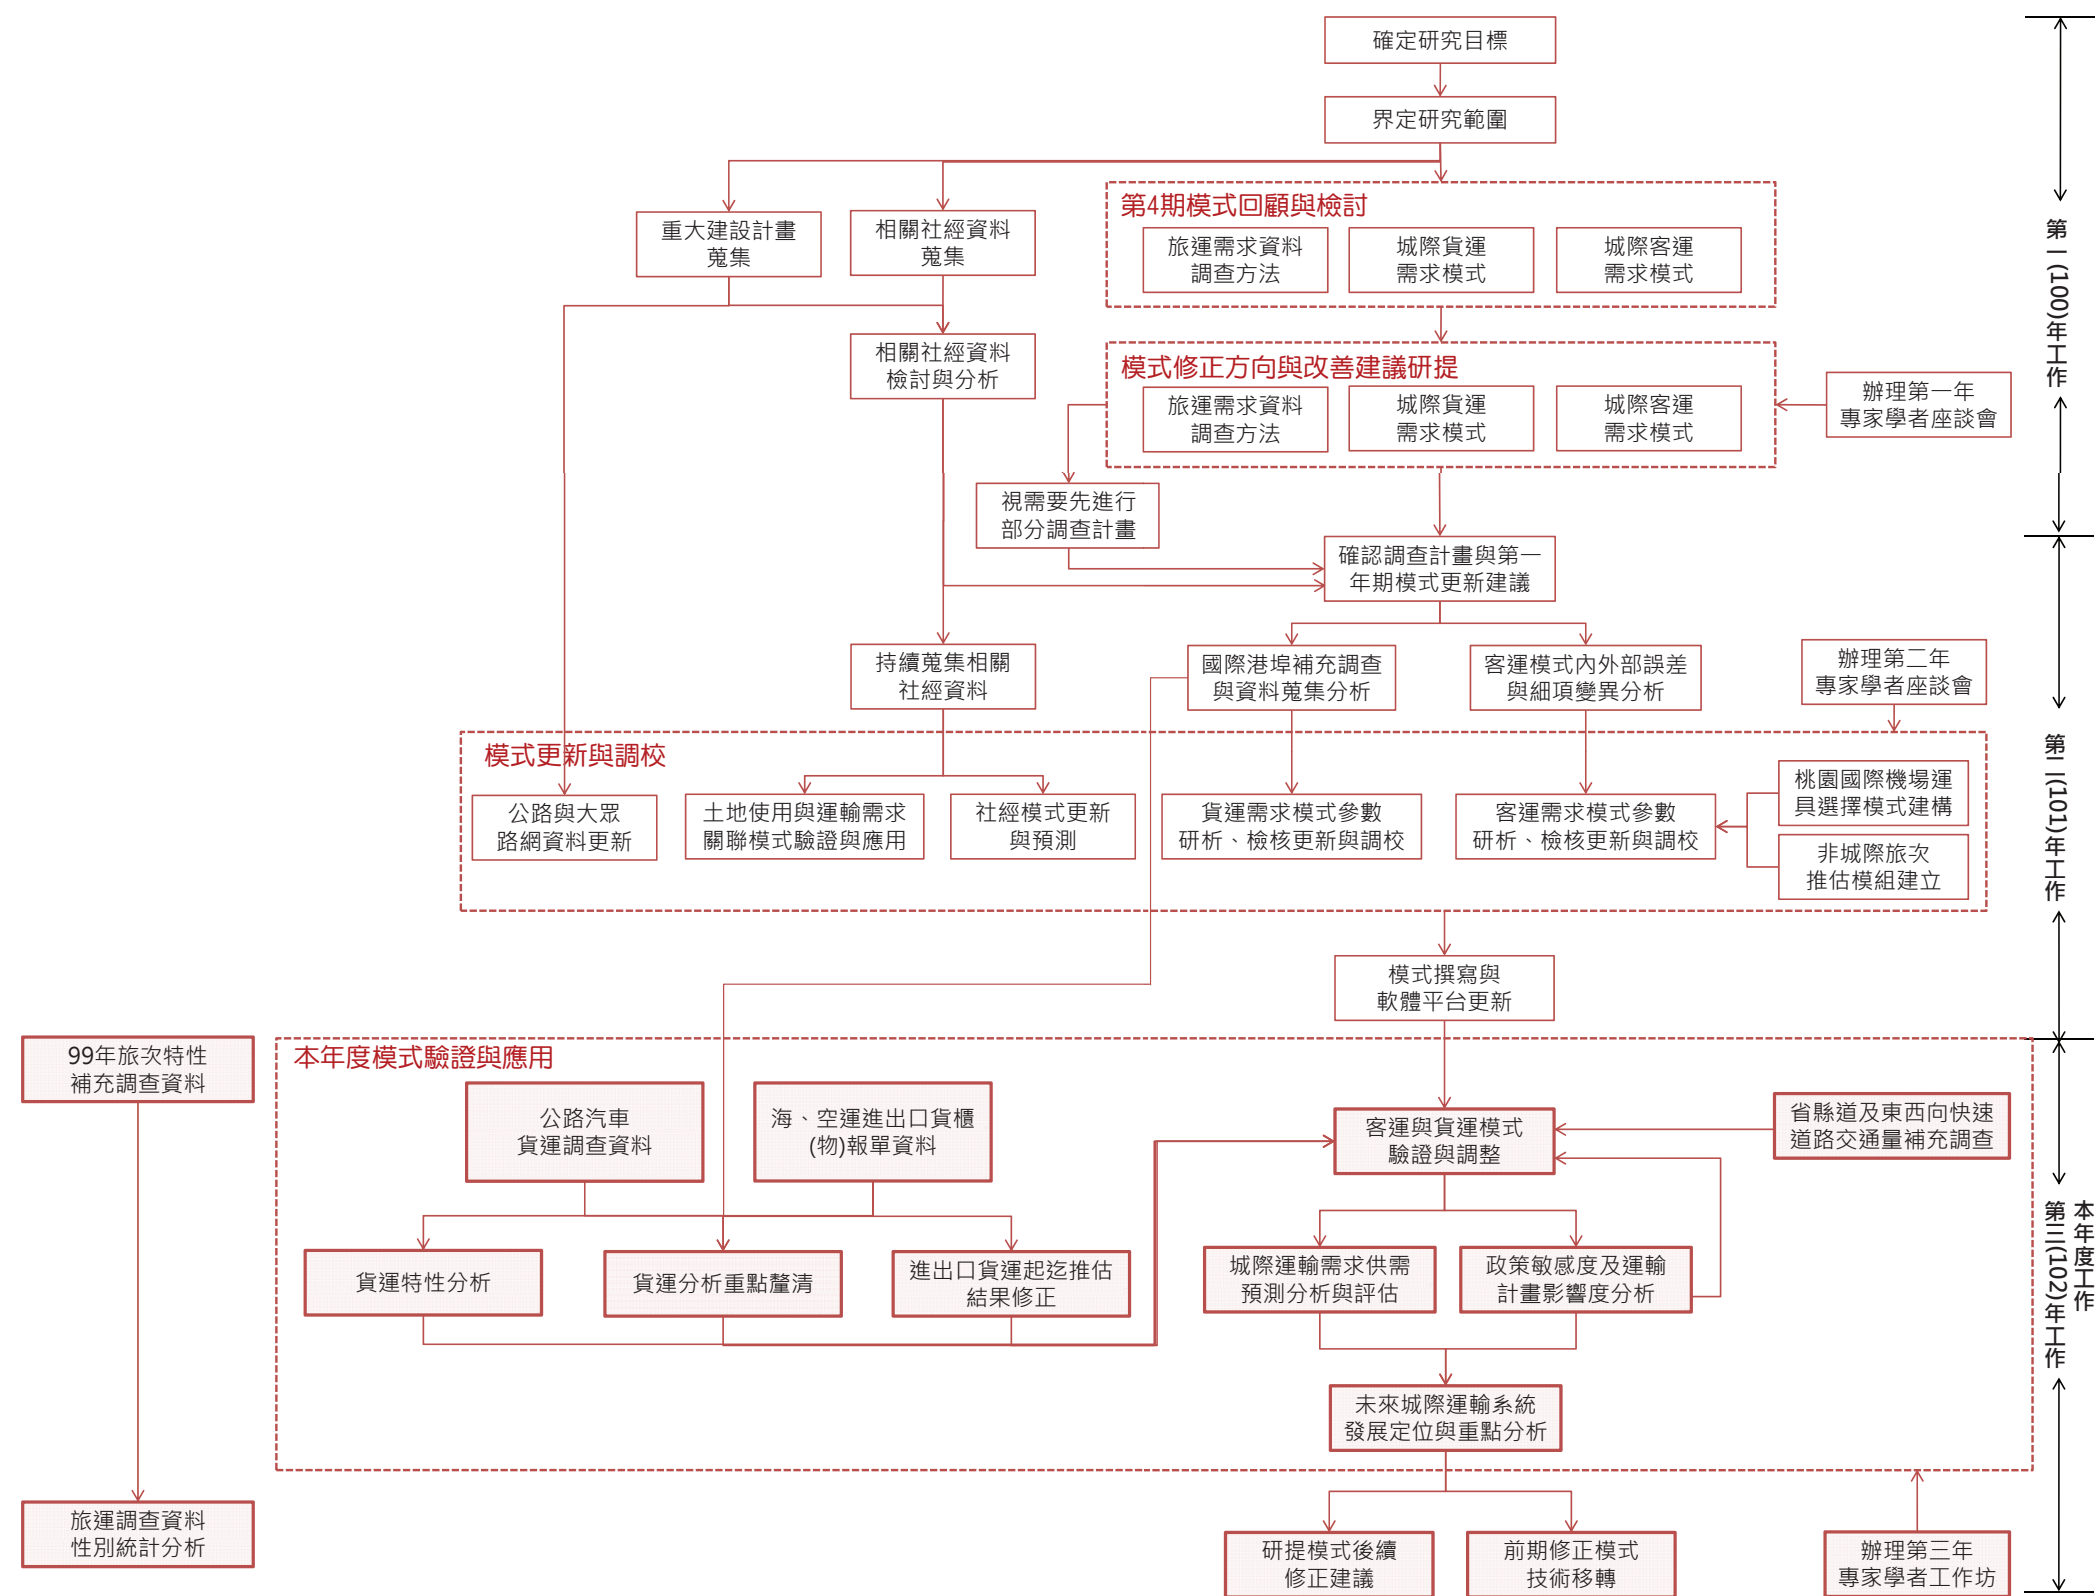 確定研究目標
界定研究範圍
重大建設計畫
蒐集
相關社經資料
蒐集
第4期模式回顧與檢討
旅運需求資料
調查方法
城際貨運
需求模式
城際客運
需求模式
相關社經資料
檢討與分析
模式修正方向與改善建議研提
旅運需求資料
調查方法
城際貨運
需求模式
城際客運
需求模式
辦理第一年
專家學者座談會
視需要先進行
部分調查計畫
確認調查計畫與第一
年期模式更新建議
第一(100)年工作
持續蒐集相關
社經資料
國際港埠補充調查
與資料蒐集分析
客運模式內外部誤差
與細項變異分析
辦理第二年
專家學者座談會
模式更新與調校
公路與大眾
路網資料更新
土地使用與運輸需求
關聯模式驗證與應用
社經模式更新
與預測
貨運需求模式參數
研析、檢核更新與調校
客運需求模式參數
研析、檢核更新與調校
桃園國際機場運
具選擇模式建構
非城際旅次
推估模組建立
模式撰寫與
軟體平台更新
第二(101)年工作
99年旅次特性
補充調查資料
本年度模式驗證與應用
公路汽車
貨運調查資料
海、空運進出口貨櫃
(物)報單資料
客運與貨運模式
驗證與調整
省縣道及東西向快速
道路交通量補充調查
貨運特性分析
貨運分析重點釐清
進出口貨運起迄推估
結果修正
城際運輸需求供需
預測分析與評估
政策敏感度及運輸
計畫影響度分析
未來城際運輸系統
發展定位與重點分析
本年度工作
第三(102)年工作
旅運調查資料
性別統計分析
研提模式後續
修正建議
前期修正模式
技術移轉
辦理第三年
專家學者工作坊